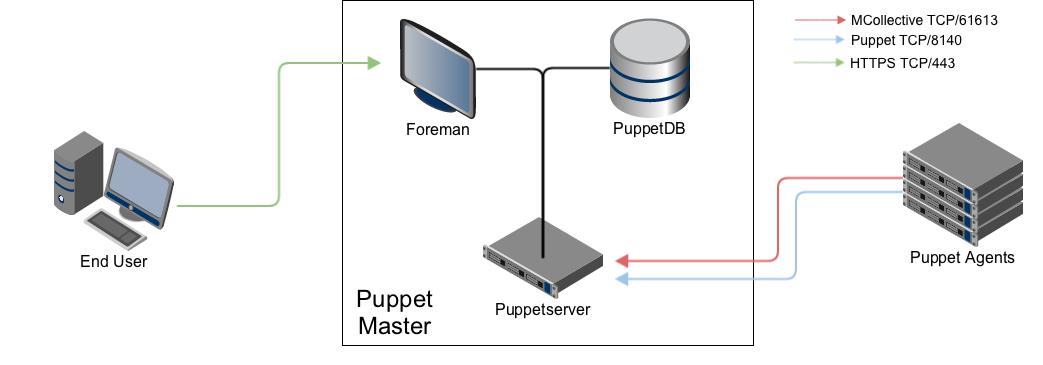 MCollective TCP/61613
Puppet TCP/8140
HTTPS TCP/443
Foreman
PuppetDB
End User
Puppet Agents
Puppetserver
Puppet
Master